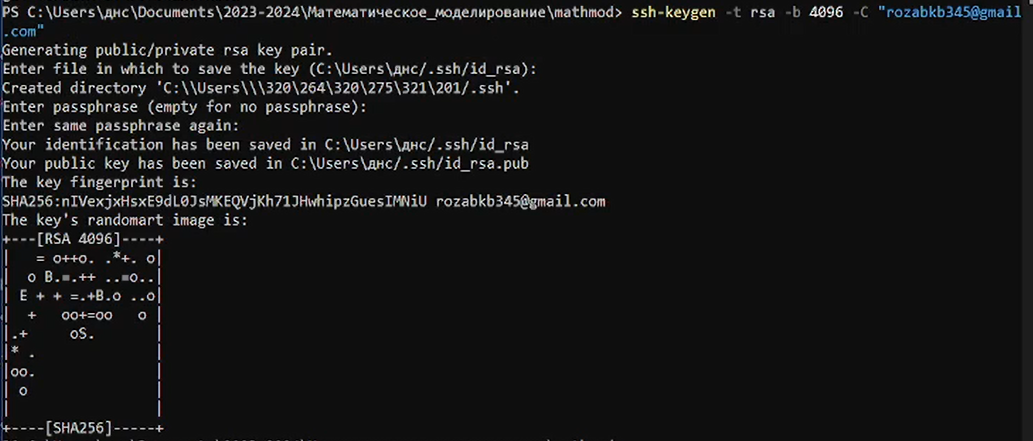 PS C:\Users\днс\Documents\2023-2024\Математическое_моделирование\mathmod> ssh-keygen -t rsa -b 4096 -C "rozabkb345@gmail
.com"
Generating public/private rsa key pair.
Enter file in which to save the key (C:\Users\днс/.ssh/id_rsa):
Created directory 'C:\\Users\\\320\264\320\275\321\201/.ssh'.
Enter passphrase (empty for no passphrase):
Enter same passphrase again:
Your identification has been saved in C:\Users\днс/.ssh/id_rsa
Your public key has been saved in C:\Users\днс/.ssh/id_rsa.pub
The key fingerprint is:
SHA256:nIVexjxHsxE9dL0JsMKEQVjKh71JHwhipzGuesIMNiU rozabkb345@gmail.com
The key's randomart image is:
+---[RSA 4096]----+
|   = o++o. .*+. o|
|  o B.=.++ ..=o..|
| E + + =.+B.o ..o|
|  +   oo+=oo   o |
|.+     oS.       |
|* .              |
|oo.              |
| o               |
|                 |
+----[SHA256]-----+